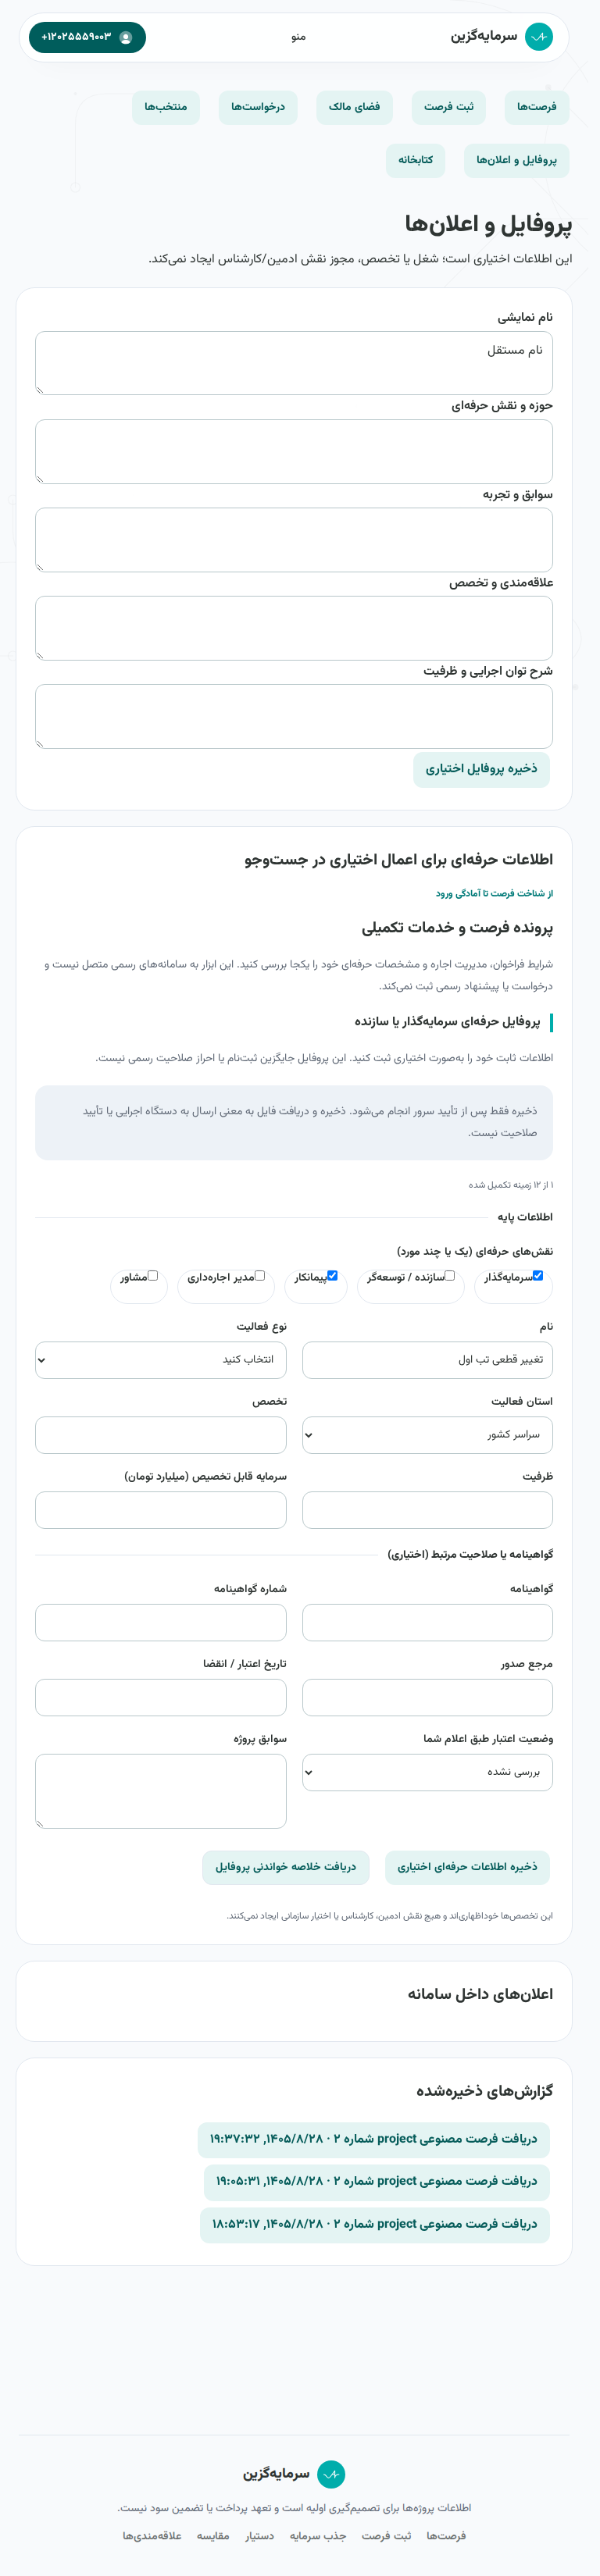 سرمایه‌گزین
منو
+۱۲۰۲۵۵۵۹۰۰۳
فرصت‌ها
ثبت فرصت
فضای مالک
درخواست‌ها
منتخب‌ها
پروفایل و اعلان‌ها
کتابخانه
پروفایل و اعلان‌ها
این اطلاعات اختیاری است؛ شغل یا تخصص، مجوز نقش ادمین/کارشناس ایجاد نمی‌کند.
نام نمایشی
نام مستقل
حوزه و نقش حرفه‌ای
سوابق و تجربه
علاقه‌مندی و تخصص
شرح توان اجرایی و ظرفیت
ذخیره پروفایل اختیاری
اطلاعات حرفه‌ای برای اعمال اختیاری در جست‌وجو
از شناخت فرصت تا آمادگی ورود
پرونده فرصت و خدمات تکمیلی
شرایط فراخوان، مدیریت اجاره و مشخصات حرفه‌ای خود را یکجا بررسی کنید. این ابزار به سامانه‌های رسمی متصل نیست و
درخواست یا پیشنهاد رسمی ثبت نمی‌کند.
پروفایل حرفه‌ای سرمایه‌گذار یا سازنده
اطلاعات ثابت خود را به‌صورت اختیاری ثبت کنید. این پروفایل جایگزین ثبت‌نام یا احراز صلاحیت رسمی نیست.
ذخیره فقط پس از تأیید سرور انجام می‌شود. ذخیره و دریافت فایل به معنی ارسال به دستگاه اجرایی یا تأیید
صلاحیت نیست.
۱ از ۱۲ زمینه تکمیل شده
اطلاعات پایه
نقش‌های حرفه‌ای (یک یا چند مورد)
سرمایه‌گذار
سازنده / توسعه‌گر
پیمانکار
مدیر اجاره‌داری
مشاور
نام
نوع فعالیت
تغییر قطعی تب اول
انتخاب کنید
استان فعالیت
تخصص
سراسر کشور
ظرفیت
سرمایه قابل تخصیص (میلیارد تومان)
گواهینامه یا صلاحیت مرتبط (اختیاری)
گواهینامه
شماره گواهینامه
مرجع صدور
تاریخ اعتبار / انقضا
وضعیت اعتبار طبق اعلام شما
سوابق پروژه
بررسی نشده
ذخیره اطلاعات حرفه‌ای اختیاری
دریافت خلاصه خواندنی پروفایل
این تخصص‌ها خوداظهاری‌اند و هیچ نقش ادمین، کارشناس یا اختیار سازمانی ایجاد نمی‌کنند.
اعلان‌های داخل سامانه
گزارش‌های ذخیره‌شده
دریافت فرصت مصنوعی project شماره ۲ · ۱۴۰۵/۸/۲۸, ۱۹:۳۷:۳۲
دریافت فرصت مصنوعی project شماره ۲ · ۱۴۰۵/۸/۲۸, ۱۹:۰۵:۳۱
دریافت فرصت مصنوعی project شماره ۲ · ۱۴۰۵/۸/۲۸, ۱۸:۵۳:۱۷
سرمایه‌گزین
اطلاعات پروژه‌ها برای تصمیم‌گیری اولیه است و تعهد پرداخت یا تضمین سود نیست.
فرصت‌ها
ثبت فرصت
جذب سرمایه
دستیار
مقایسه
علاقه‌مندی‌ها